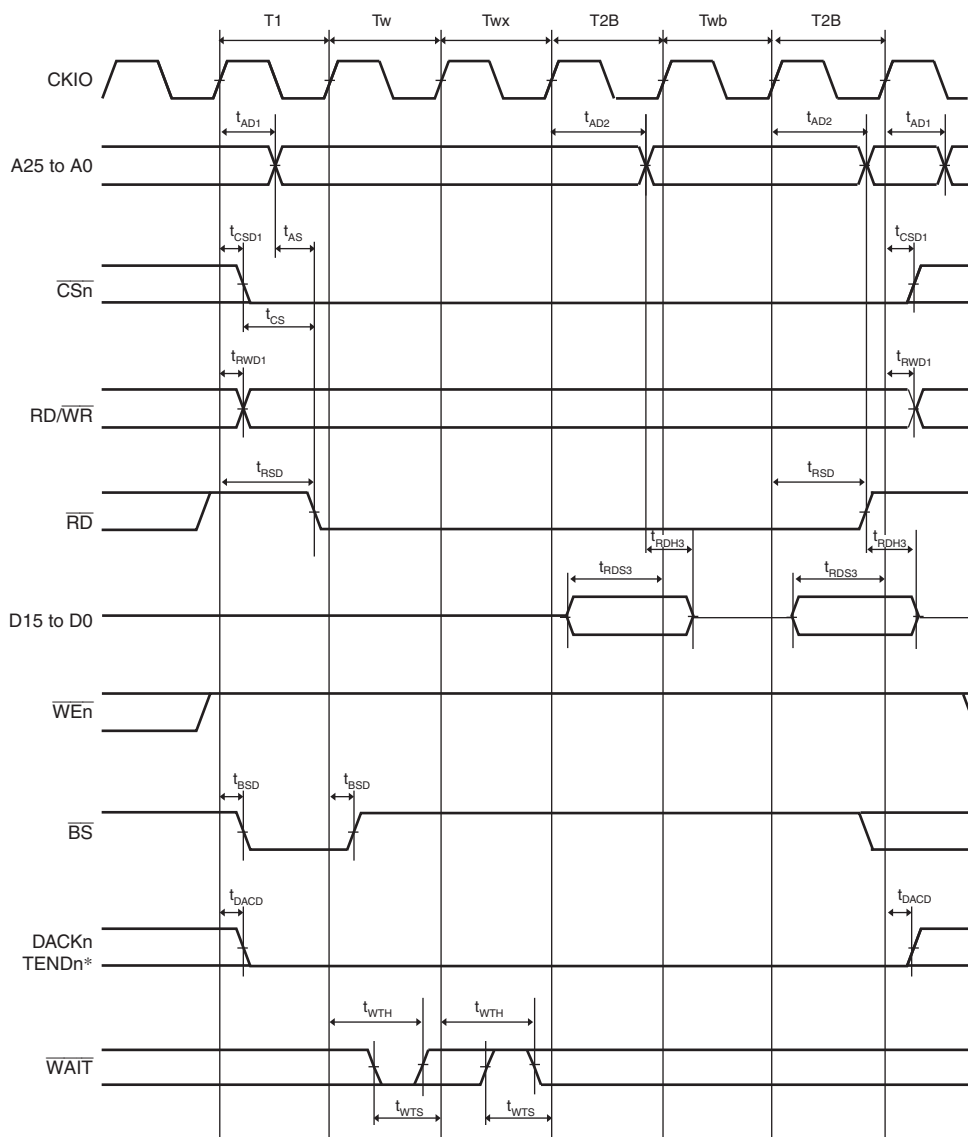 T1 Tw Twx T2B Twb T2B
CKIO
tAD1 tAD2 tAD2 tAD1
A25 to A0
tCSD1 tAS tCSD1
CSn
tCS
tRWD1 tRWD1
RD/WR
tRSD tRSD
RD
tRDH3 tRDH3
tRDS3 tRDS3
D15 to D0
WEn
tBSD tBSD
BS
tDACD tDACD
DACKn
TENDn*
tWTH tWTH
WAIT
tWTS tWTS